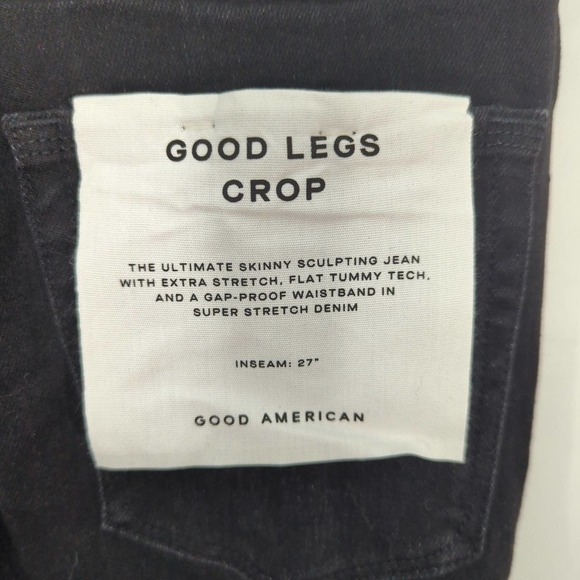 GOOD LEGS
CROP
THE ULTIMATE SKINNY SCULPTING JEAN
WITH EXTRA STRETCH, FLAT TUMMY TECH,
AND A GAP-PROOF WAISTBAND IN
SUPER STRETCH DENIM
INSEAM: 27"
GOOD AMERICAN